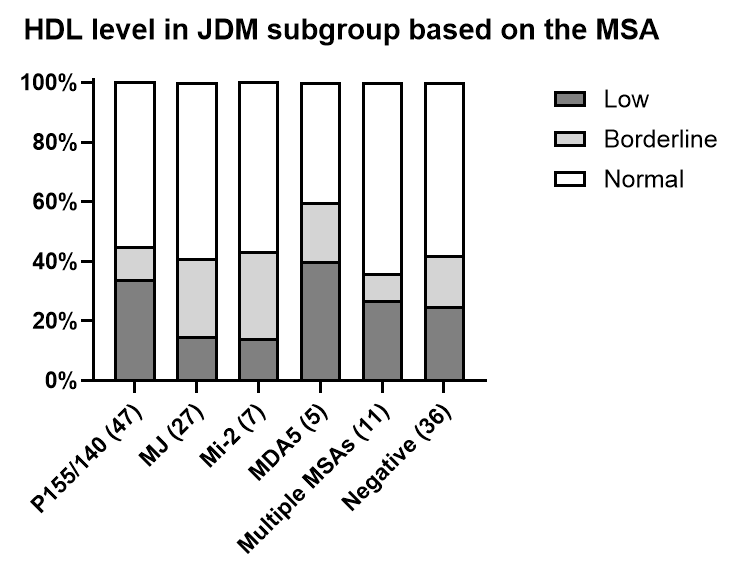 HDL level in JDM subgroup based on the MSA
100%
80%
60%
40%
20%
0%
Low
Borderline
Normal
P155/140 (47)
MJ (27)
Mi-2 (7)
MDA5 (5)
Multiple MSAs (11)
Negative (36)